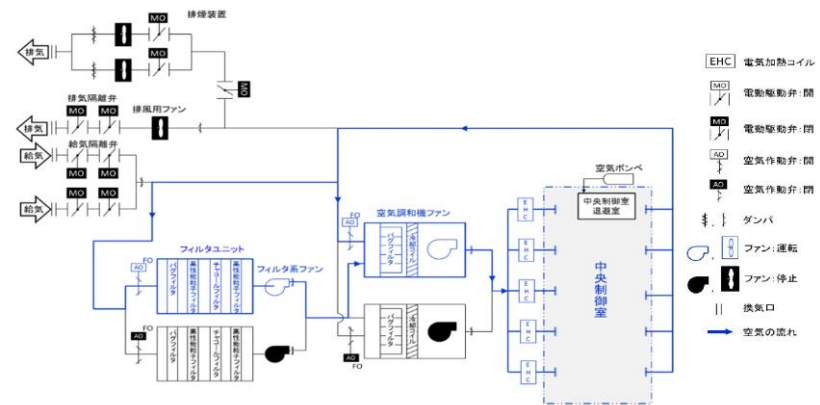 排煙装置
MO
MO
排気
MO
MO
MO
排気隔離弁
排風用ファン
MO
MO
排気
給気隔離弁
給気
MO
MO
MO
MO
給気
フィルタユニット
フィルタ系ファン
FO
AO
バグフィルタ
高性能粒子フィルタ
チャコールフィルタ
高性能粒子フィルタ
AO
FO
バグフィルタ
高性能粒子フィルタ
チャコールフィルタ
高性能粒子フィルタ
空気調和機ファン
FO
AO
バグフィルタ
冷却コイル
AO
FO
バグフィルタ
冷却コイル
EHC
EHC
EHC
EHC
EHC
空気ボンベ
中央制御室
退避室
中央制御室
EHC 電気加熱コイル
MO 電動駆動弁:開
MO 電動駆動弁:閉
AO 空気作動弁:開
AO 空気作動弁:閉
ダンパ
ファン:運転
ファン:停止
換気口
空気の流れ